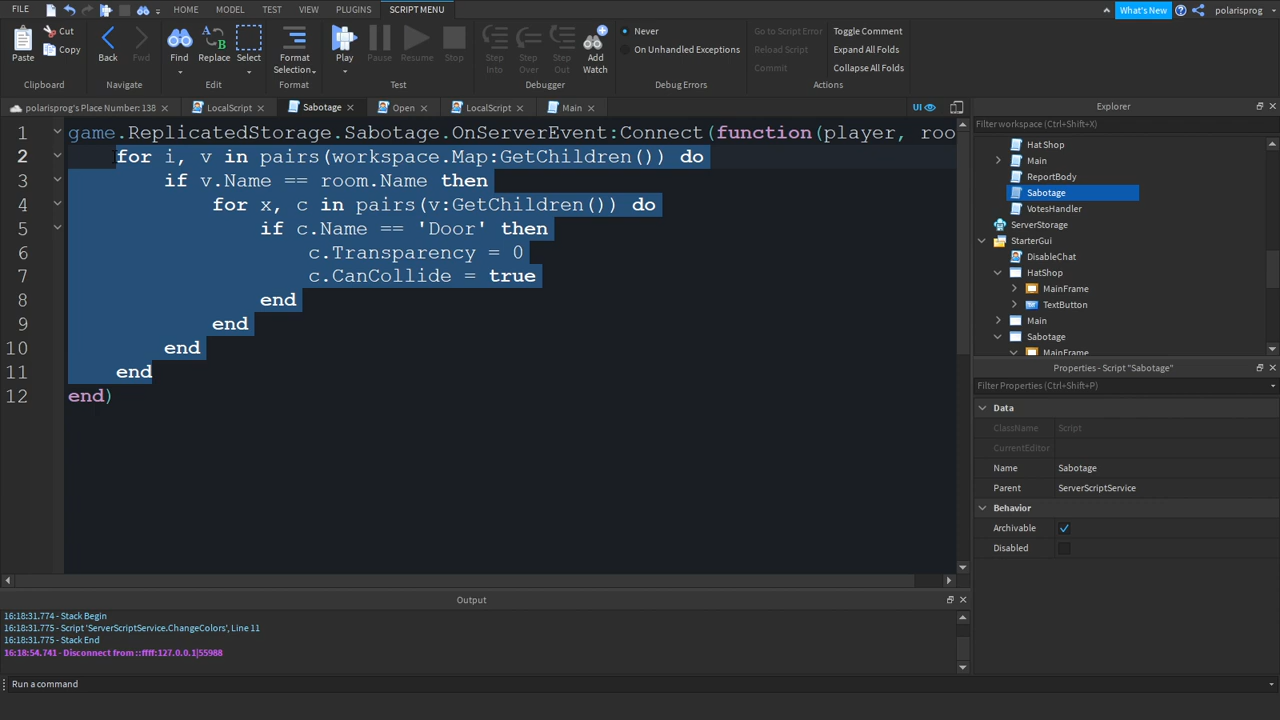 FILE HOME MODEL TEST VIEW PLUGINS SCRIPT MENU What's New polarisprog
Paste Cut Copy
Clipboard
Back Fwd
Navigate
Find Replace Select
Edit
Format Selection
Format
Play Pause Resume Stop
Test
Step Into Step Over Step Out Add Watch
Debugger
Never
On Unhandled Exceptions
Debug Errors
Go to Script Error
Reload Script
Commit
Toggle Comment
Expand All Folds
Collapse All Folds
Actions
polarisprog's Place Number: 138 LocalScript Sabotage Open LocalScript Main UI
1 game.ReplicatedStorage.Sabotage.OnServerEvent:Connect(function(player, roo
2 for i, v in pairs(workspace.Map:GetChildren()) do
3 if v.Name == room.Name then
4 for x, c in pairs(v:GetChildren()) do
5 if c.Name == 'Door' then
6 c.Transparency = 0
7 c.CanCollide = true
8 end
9 end
10 end
11 end
12 end)
Explorer
Filter workspace (Ctrl+Shift+X)
Hat Shop
Main
ReportBody
Sabotage
VotesHandler
ServerStorage
StarterGui
DisableChat
HatShop
MainFrame
TextButton
Main
Sabotage
MainFrame
Properties - Script "Sabotage"
Filter Properties (Ctrl+Shift+P)
Data
ClassName Script
CurrentEditor
Name Sabotage
Parent ServerScriptService
Behavior
Archivable
Disabled
Output
16:18:31.774 - Stack Begin
16:18:31.775 - Script 'ServerScriptService.ChangeColors', Line 11
16:18:31.775 - Stack End
16:18:54.741 - Disconnect from ::ffff:127.0.0.1|55988
Run a command